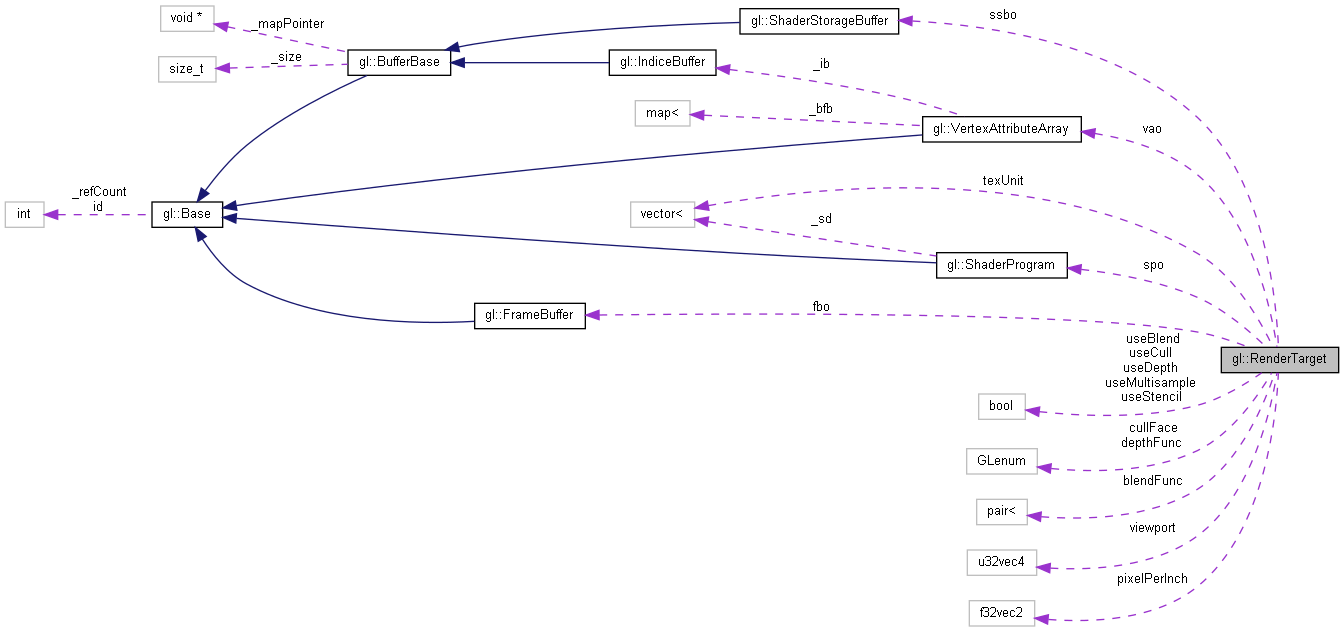 void *
_mapPointer
gl::ShaderStorageBuffer
ssbo
size_t
_size
gl::BufferBase
gl::IndiceBuffer
_ib
map<
_bfb
gl::VertexAttributeArray
vao
int
_refCount
id
gl::Base
vector<
texUnit
_sd
gl::ShaderProgram
spo
gl::FrameBuffer
fbo
gl::RenderTarget
useBlend
useCull
useDepth
useMultisample
useStencil
bool
cullFace
depthFunc
GLenum
blendFunc
pair<
viewport
u32vec4
pixelPerInch
f32vec2